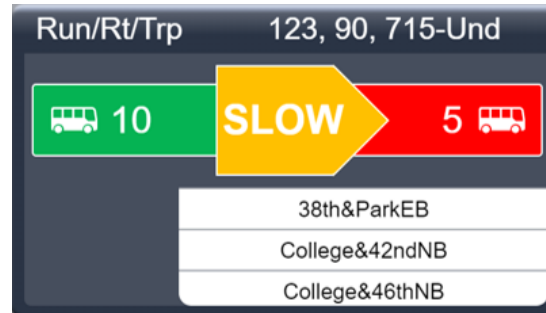 Run/Rt/Trp 123, 90, 715-Und
10 SLOW 5
38th&ParkEB
College&42ndNB
College&46thNB